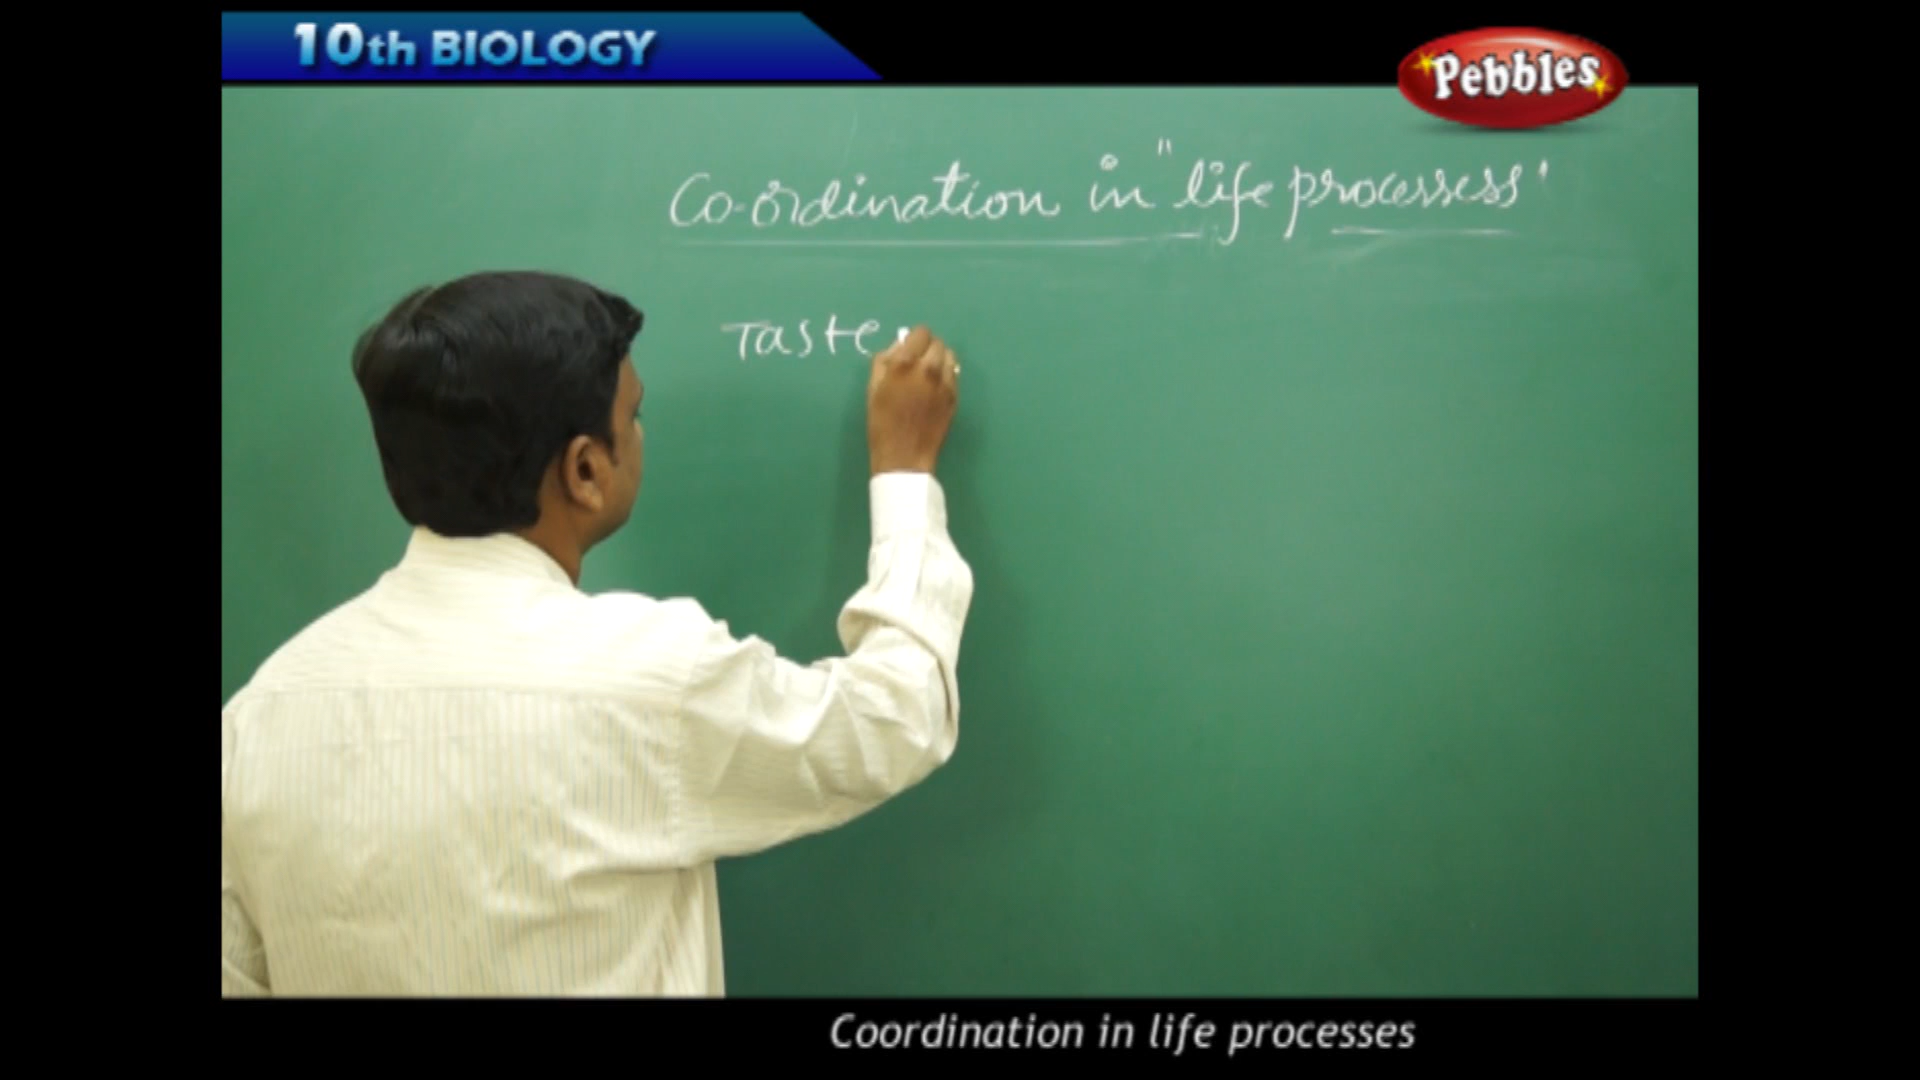 10th BIOLOGY
Pebbles
Co-ordination in "life processess'
Taste
Coordination in life processes